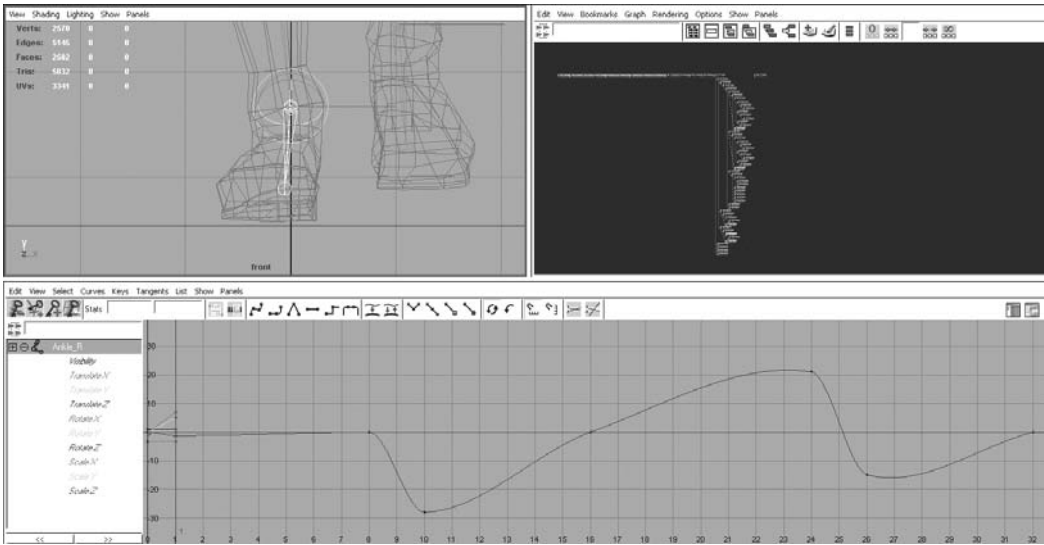 View Shading Lighting Show Panels
Verts: 2570 0 0
Edges: 5145 0 0
Faces: 2602 0 0
Tris: 5032 0 0
UVs: 3341 0 0
y
front
Edit View Bookmarks Graph Rendering Options Show Panels
Edit View Select Curves Keys Tangents List Show Panels
Stats
Ankle_R
Visibility
Translate X
Translate Y
Translate Z
Rotate X
Rotate Y
Rotate Z
Scale X
Scale Y
Scale Z
<< >>
30
20
10
0
-10
-20
-30
0 1 2 3 4 5 6 7 8 9 10 11 12 13 14 15 16 17 18 19 20 21 22 23 24 25 26 27 28 29 30 31 32